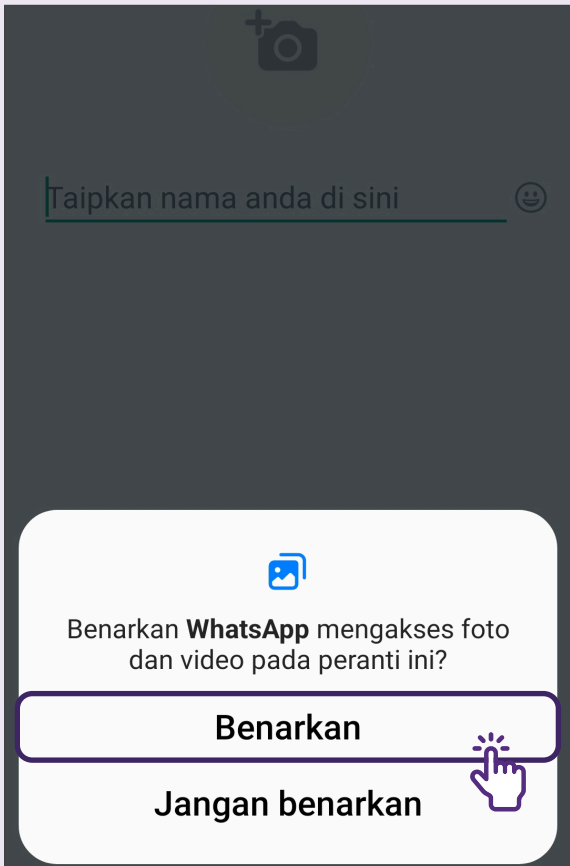 Taipkan nama anda di sini
Benarkan WhatsApp mengakses foto
dan video pada peranti ini?
Benarkan
Jangan benarkan